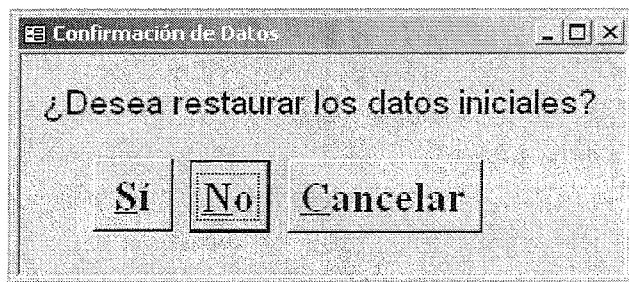 Confirmación de Datos
¿Desea restaurar los datos iniciales?
Sí No Cancelar